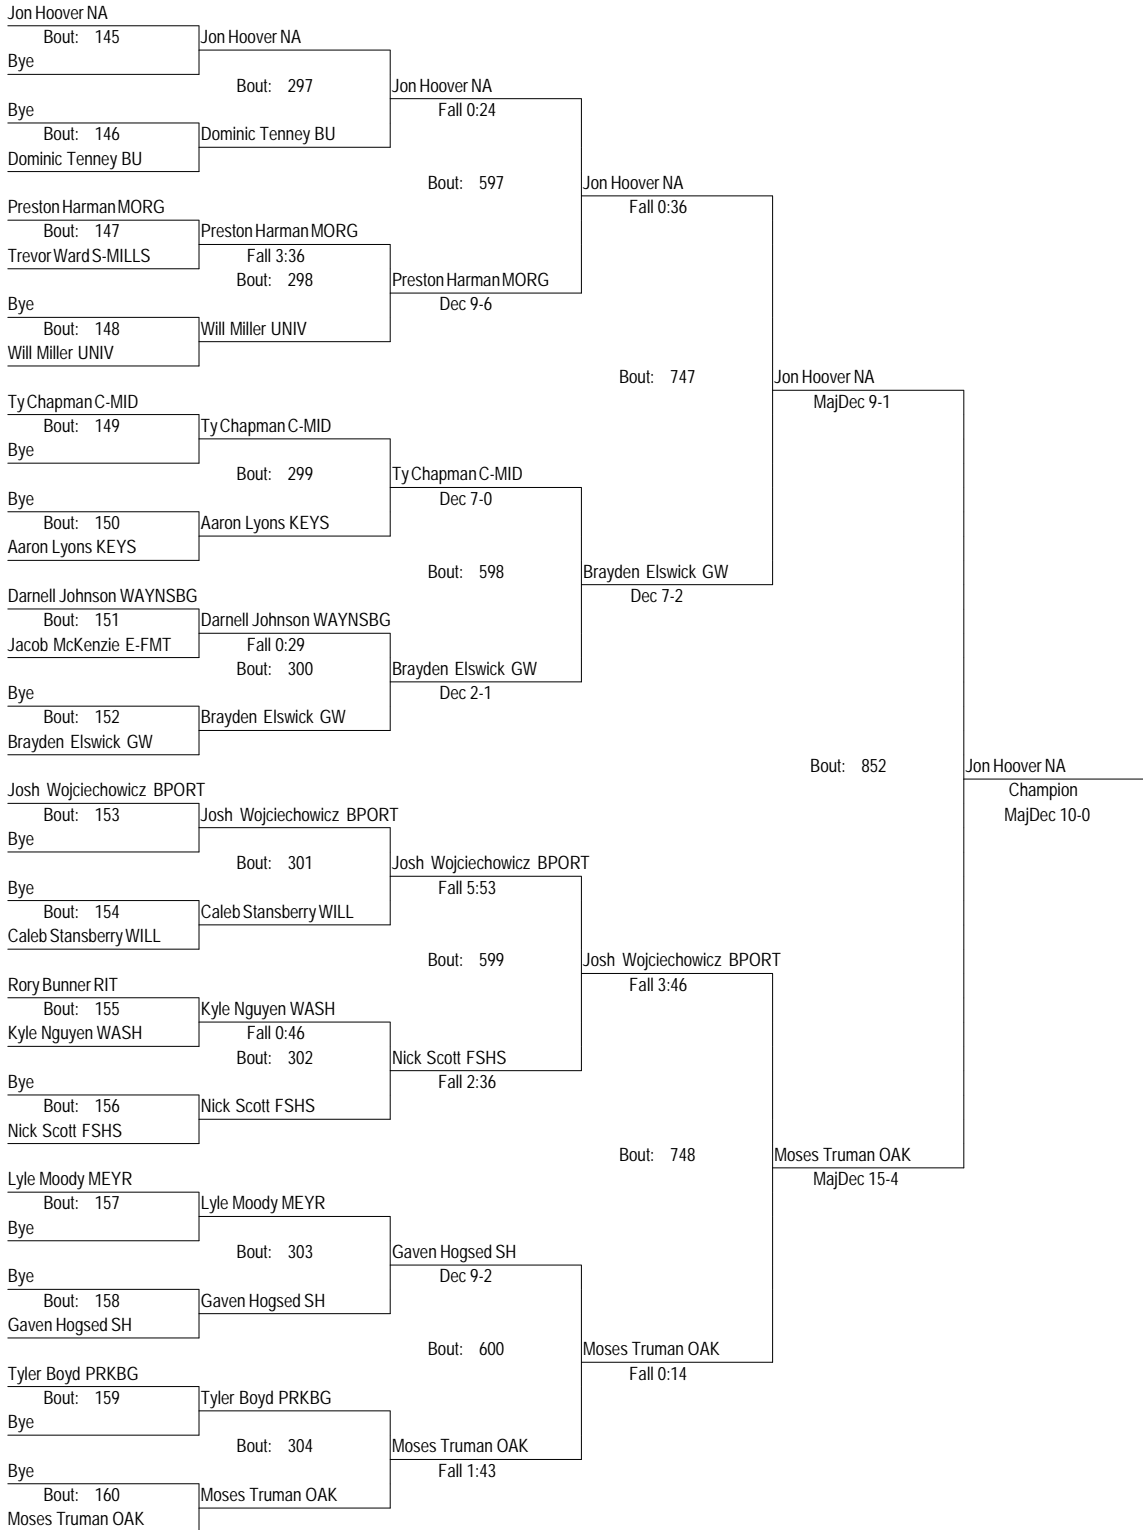 Jon Hoover NA
Bout: 145
Jon Hoover NA
Bye
Bout: 297
Jon Hoover NA
Bye
Fall 0:24
Bout: 146
Dominic Tenney BU
Dominic Tenney BU
Bout: 597
Jon Hoover NA
Preston Harman MORG
Fall 0:36
Bout: 147
Preston Harman MORG
Trevor Ward S-MILLS
Fall 3:36
Bout: 298
Preston Harman MORG
Bye
Dec 9-6
Bout: 148
Will Miller UNIV
Will Miller UNIV
Bout: 747
Jon Hoover NA
Ty Chapman C-MID
MajDec 9-1
Bout: 149
Ty Chapman C-MID
Bye
Bout: 299
Ty Chapman C-MID
Bye
Dec 7-0
Bout: 150
Aaron Lyons KEYS
Aaron Lyons KEYS
Bout: 598
Brayden Elswick GW
Darnell Johnson WAYNSBG
Dec 7-2
Bout: 151
Darnell Johnson WAYNSBG
Jacob McKenzie E-FMT
Fall 0:29
Bout: 300
Brayden Elswick GW
Bye
Dec 2-1
Bout: 152
Brayden Elswick GW
Brayden Elswick GW
Bout: 852
Jon Hoover NA
Josh Wojciechowicz BPORT
Champion
Bout: 153
Josh Wojciechowicz BPORT
MajDec 10-0
Bye
Bout: 301
Josh Wojciechowicz BPORT
Bye
Fall 5:53
Bout: 154
Caleb Stansberry WILL
Caleb Stansberry WILL
Bout: 599
Josh Wojciechowicz BPORT
Rory Bunner RIT
Fall 3:46
Bout: 155
Kyle Nguyen WASH
Kyle Nguyen WASH
Fall 0:46
Bout: 302
Nick Scott FSHS
Bye
Fall 2:36
Bout: 156
Nick Scott FSHS
Nick Scott FSHS
Bout: 748
Moses Truman OAK
Lyle Moody MEYR
MajDec 15-4
Bout: 157
Lyle Moody MEYR
Bye
Bout: 303
Gaven Hogsed SH
Bye
Dec 9-2
Bout: 158
Gaven Hogsed SH
Gaven Hogsed SH
Bout: 600
Moses Truman OAK
Tyler Boyd PRKBG
Fall 0:14
Bout: 159
Tyler Boyd PRKBG
Bye
Bout: 304
Moses Truman OAK
Bye
Fall 1:43
Bout: 160
Moses Truman OAK
Moses Truman OAK